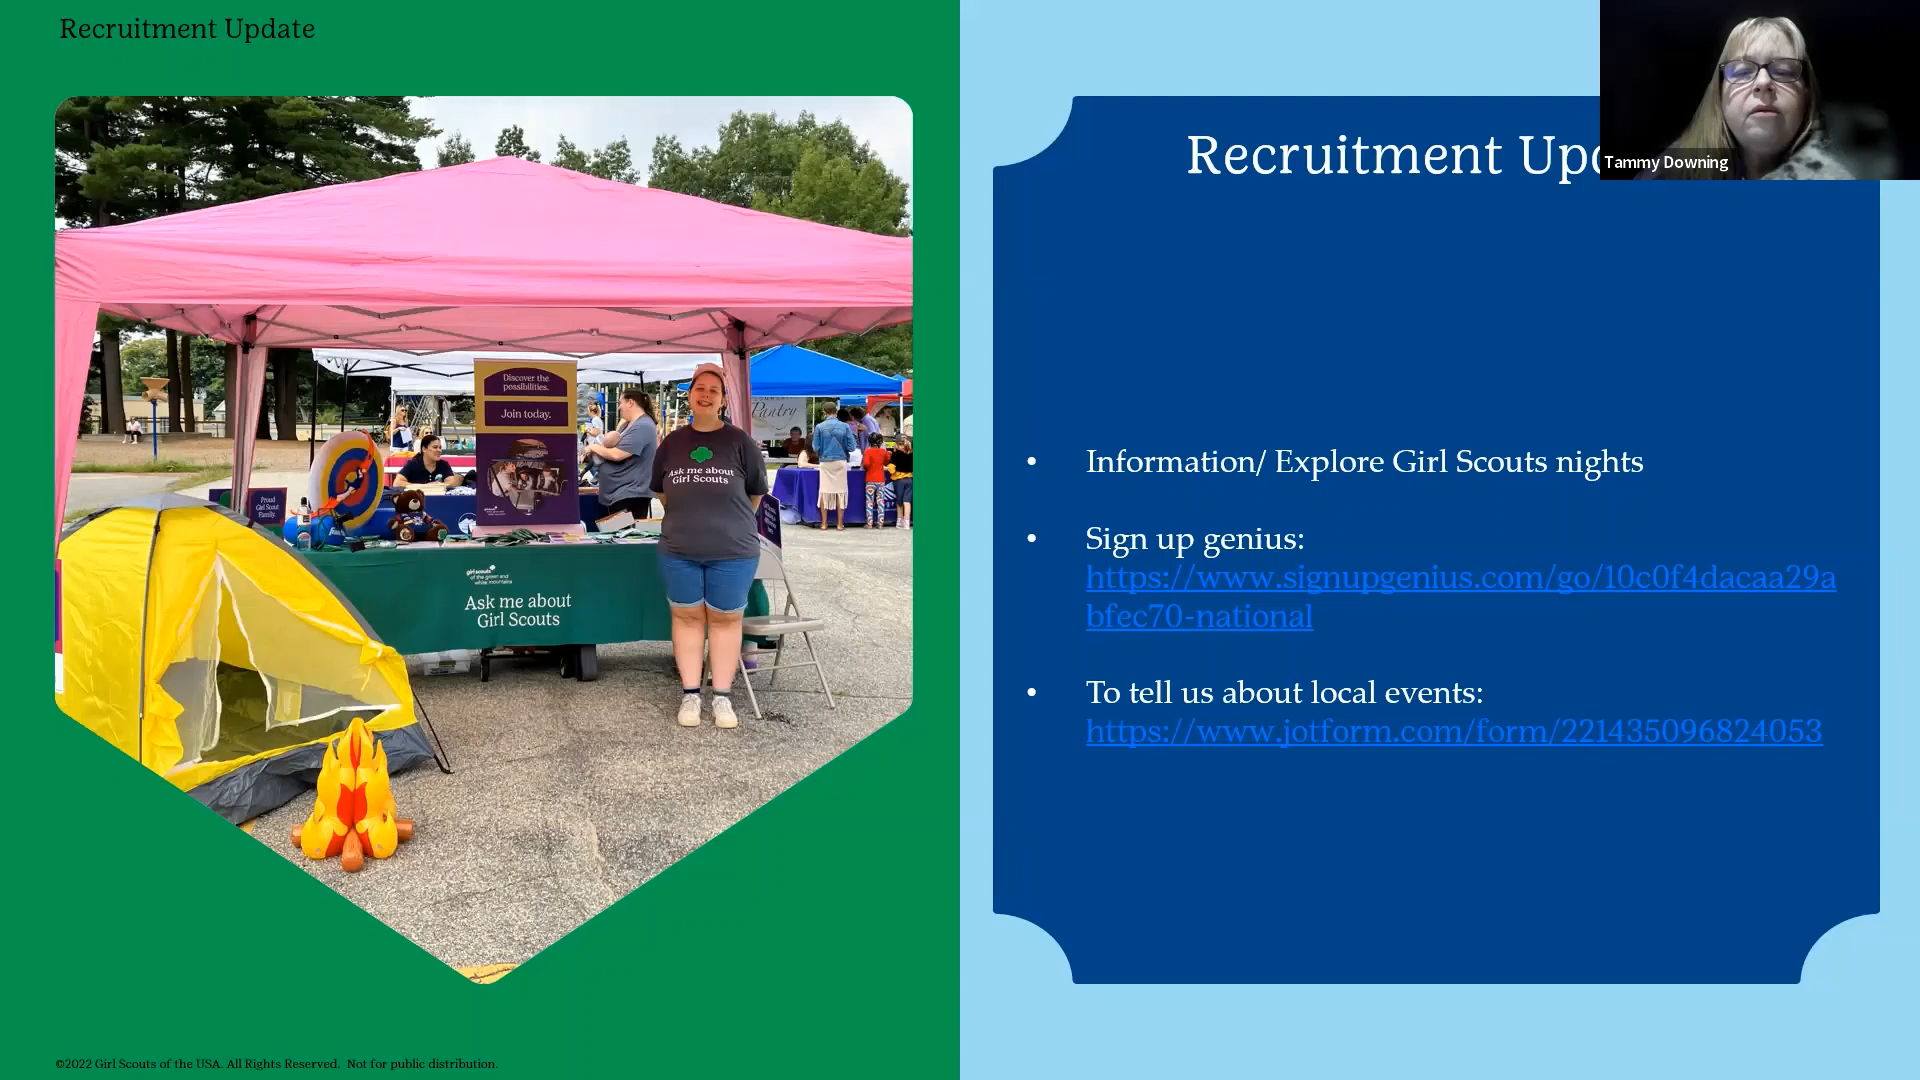 Recruitment Update
Discover the
possibilities.
Join today.
Pantry
Proud
Girl Scout
Family.
Ask me about
Girl Scouts
girl scouts
of the green and
white mountains
Ask me about
Girl Scouts
©2022 Girl Scouts of the USA. All Rights Reserved. Not for public distribution.
Recruitment
Tammy Downing
• Information/ Explore Girl Scouts nights
• Sign up genius:
https://www.signupgenius.com/go/10c0f4dacaa29a
bfec70-national
• To tell us about local events:
https://www.jotform.com/form/221435096824053